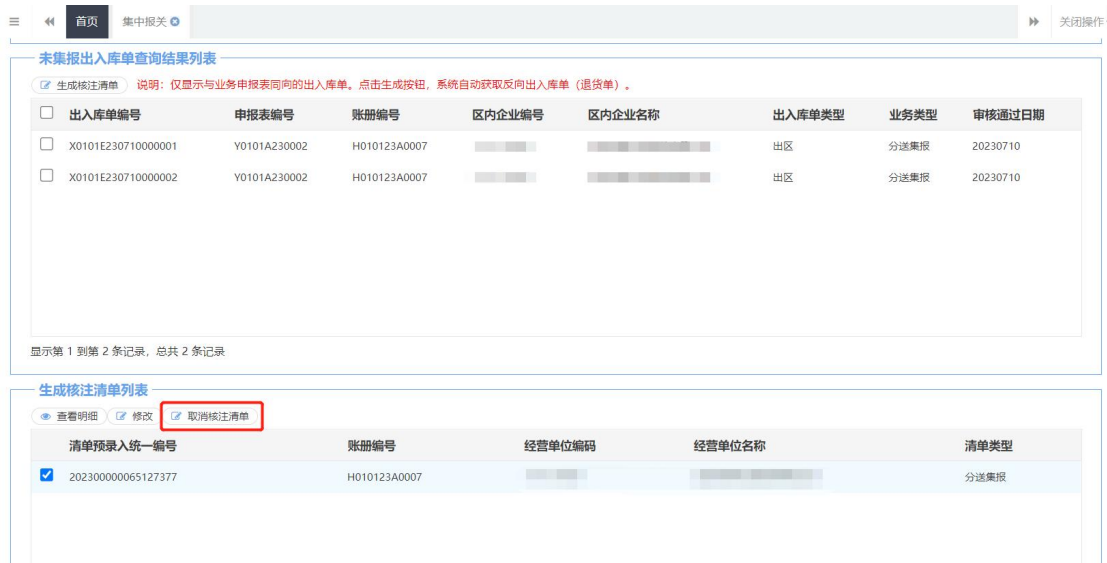 首页 集中报关 关闭操作
未集报出入库单查询结果列表
生成核注清单 说明：仅显示与业务申报表同向的出入库单。点击生成按钮，系统自动获取反向出入库单（退货单）。
出入库单编号 申报表编号 账册编号 区内企业编号 区内企业名称 出入库单类型 业务类型 审核通过日期
X0101E230710000001 Y0101A230002 H010123A0007 出区 分送集报 20230710
X0101E230710000002 Y0101A230002 H010123A0007 出区 分送集报 20230710
显示第 1 到第 2 条记录，总共 2 条记录
生成核注清单列表
查看明细 修改 取消核注清单
清单预录入统一编号 账册编号 经营单位编码 经营单位名称 清单类型
202300000065127377 H010123A0007 分送集报